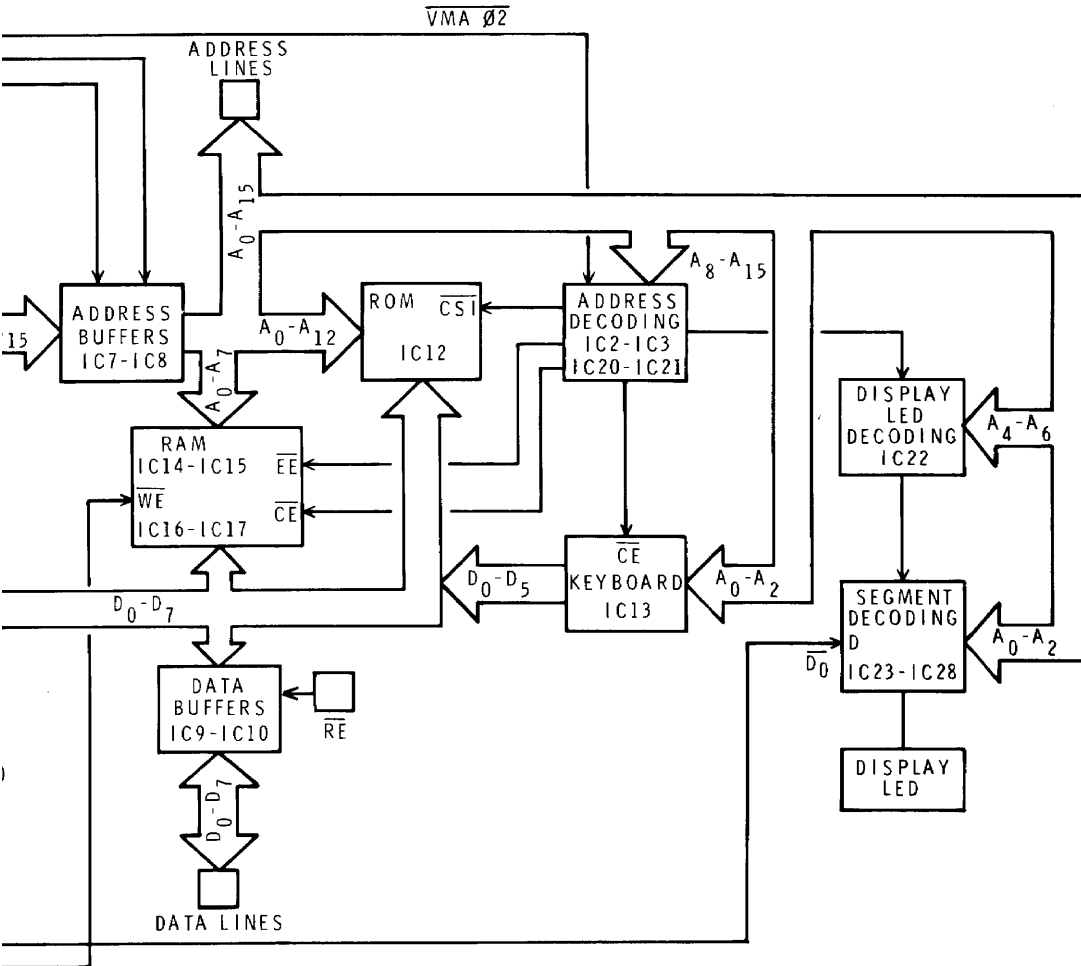 VMA Ø2
ADDRESS
LINES
A0-A15
A8-A15
15
ADDRESS
BUFFERS
IC7-IC8
A0-A7
A0-A12
ROM
CSI
IC12
ADDRESS
DECODING
IC2-IC3
IC20-IC21
DISPLAY
LED
DECODING
IC22
A4-A6
RAM
IC14-IC15
EE
WE
CE
IC16-IC17
D0-D7
D0-D5
CE
KEYBOARD
IC13
A0-A2
SEGMENT
DECODING
D
IC23-IC28
D0
A0-A2
DATA
BUFFERS
IC9-IC10
RE
DISPLAY
LED
D0-D7
DATA LINES